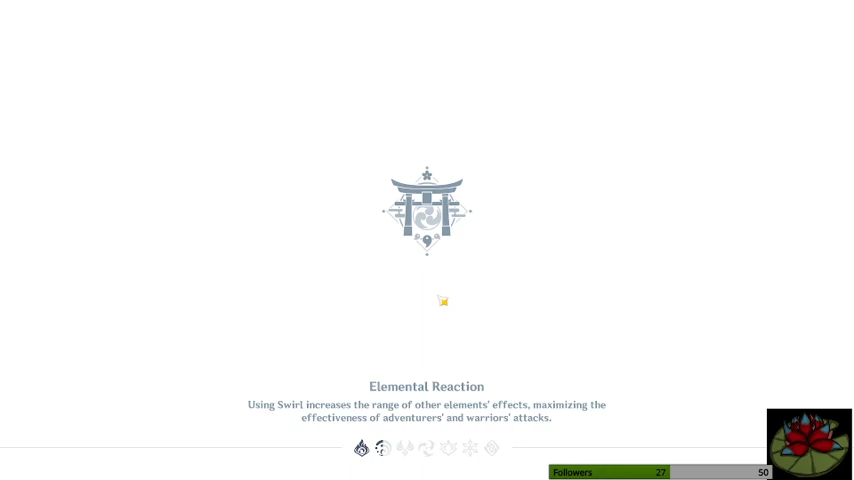 Elemental Reaction
Using Swirl increases the range of other elements' effects, maximizing the
effectiveness of adventurers' and warriors' attacks.
Followers 27 50